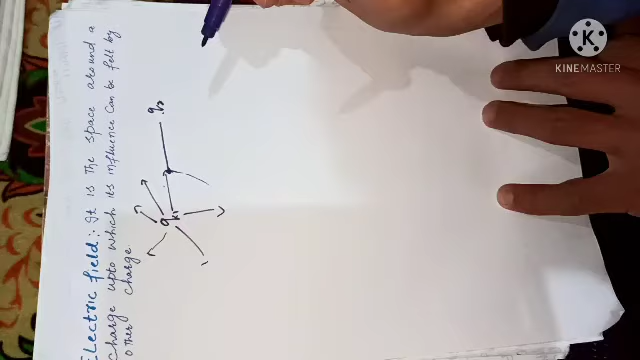 Electric field:- It is the space around a
charge upto which its influence can be felt by
other charge.
q
K
KINEMASTER